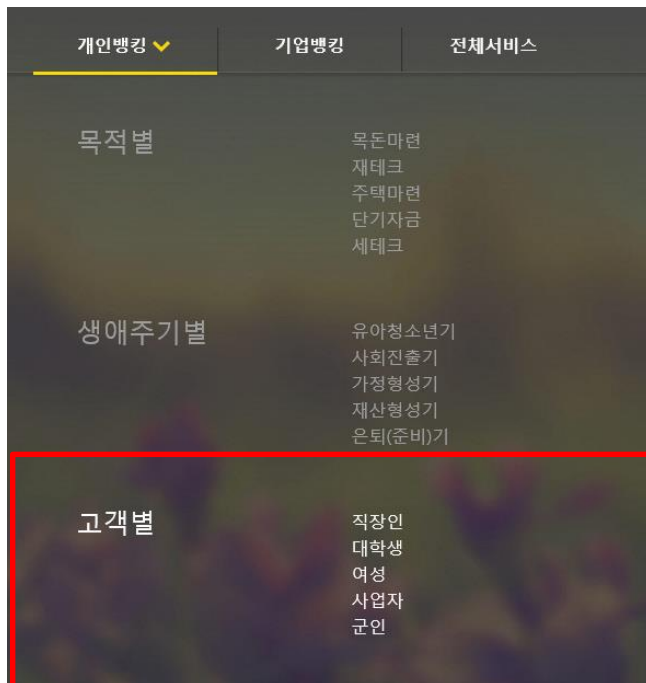 개인뱅킹 기업뱅킹 전체서비스
목적별
목돈마련
재테크
주택마련
단기자금
세테크
생애주기별
유아청소년기
사회진출기
가정형성기
재산형성기
은퇴(준비)기
고객별
직장인
대학생
여성
사업자
군인